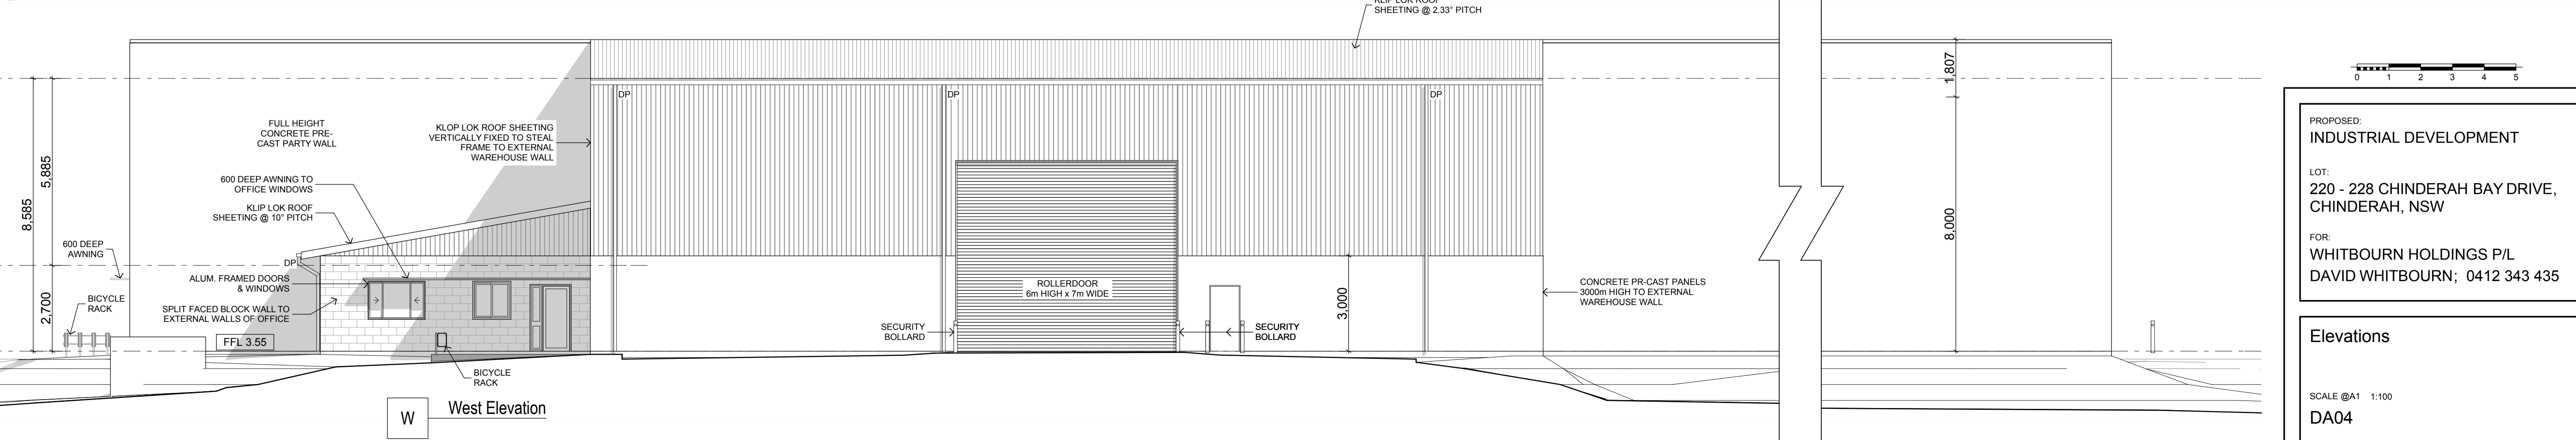 KLIP LOK ROOF
SHEETING @ 2.33° PITCH
8,585
5,885
2,700
FULL HEIGHT
CONCRETE PRE-
CAST PARTY WALL
KLOP LOK ROOF SHEETING
VERTICALLY FIXED TO STEAL
FRAME TO EXTERNAL
WAREHOUSE WALL
600 DEEP AWNING TO
OFFICE WINDOWS
KLIP LOK ROOF
SHEETING @ 10° PITCH
600 DEEP
AWNING
DP
ALUM. FRAMED DOORS
& WINDOWS
BICYCLE
RACK
SPLIT FACED BLOCK WALL TO
EXTERNAL WALLS OF OFFICE
FFL 3.55
BICYCLE
RACK
DP
DP
DP
ROLLERDOOR
6m HIGH x 7m WIDE
SECURITY
BOLLARD
SECURITY
BOLLARD
3,000
CONCRETE PR-CAST PANELS
3000m HIGH TO EXTERNAL
WAREHOUSE WALL
1,807
8,000
W
West Elevation
0 1 2 3 4 5
PROPOSED:
INDUSTRIAL DEVELOPMENT
LOT:
220 - 228 CHINDERAH BAY DRIVE,
CHINDERAH, NSW
FOR:
WHITBOURN HOLDINGS P/L
DAVID WHITBOURN; 0412 343 435
Elevations
SCALE @A1 1:100
DA04